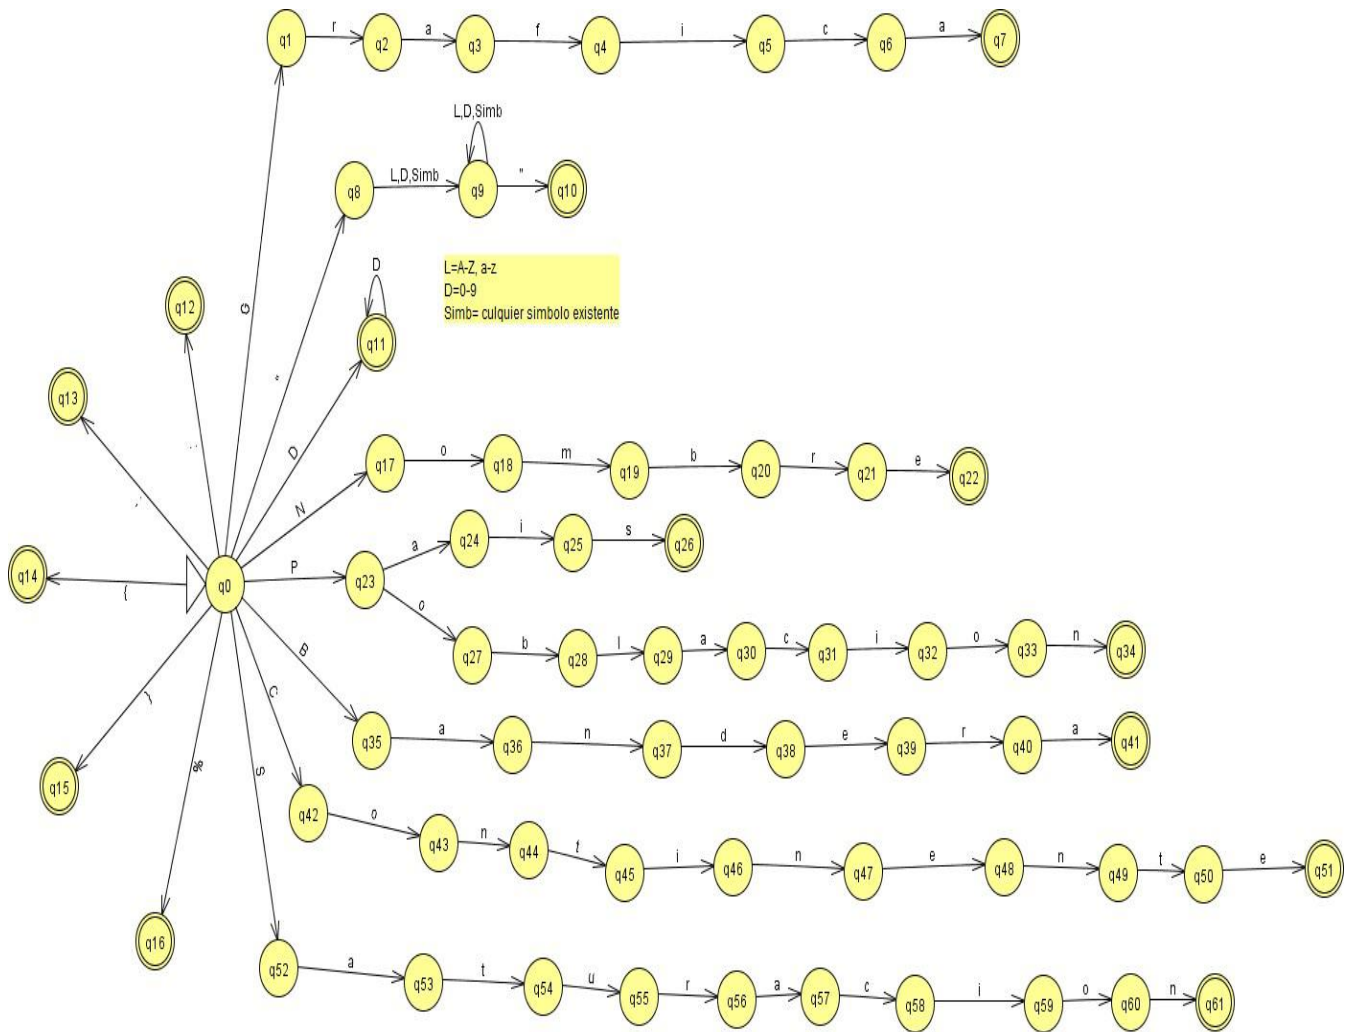 q1 r q2 a q3 f q4 i q5 c q6 a q7
L,D,Simb
q8 L,D,Simb q9 " q10
L=A-Z, a-z
D=0-9
Simb= culquier simbolo existente
D
q11
q12
G
"
q13
D
q17 o q18 m q19 b q20 r q21 e q22
N
q14
{
q0
P
q23
a
q24 i q25 s q26
o
q27 b q28 l q29 a q30 c q31 i q32 o q33 n q34
B
q35 a q36 n q37 d q38 e q39 r q40 a q41
}
q15
C
q42 o q43 n q44 t q45 i q46 n q47 e q48 n q49 t q50 e q51
%
q16
S
q52 a q53 t q54 u q55 r q56 a q57 c q58 i q59 o q60 n q61